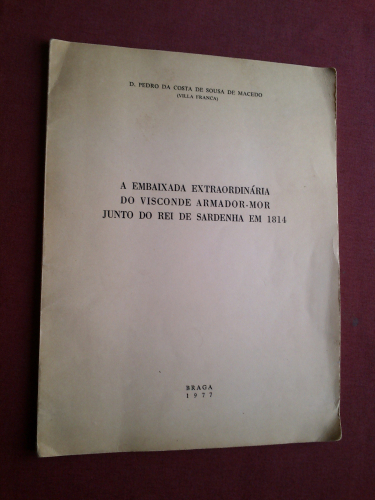 D. PEDRO DA COSTA DE SOUSA DE MACEDO
(VILLA FRANCA)
A EMBAIXADA EXTRAORDINÁRIA
DO VISCONDE ARMADOR-MOR
JUNTO DO REI DE SARDENHA EM 1814
BRAGA
1977